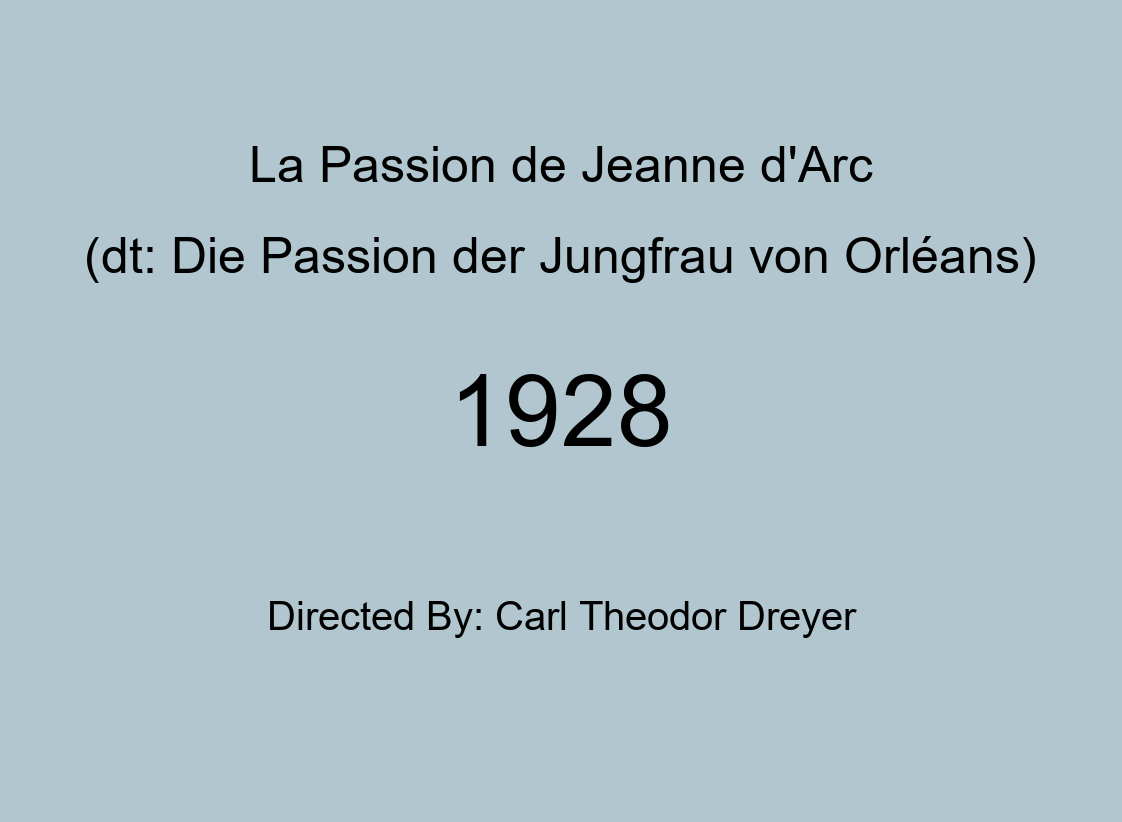 La Passion de Jeanne d'Arc
(dt: Die Passion der Jungfrau von Orléans)
1928
Directed By: Carl Theodor Dreyer